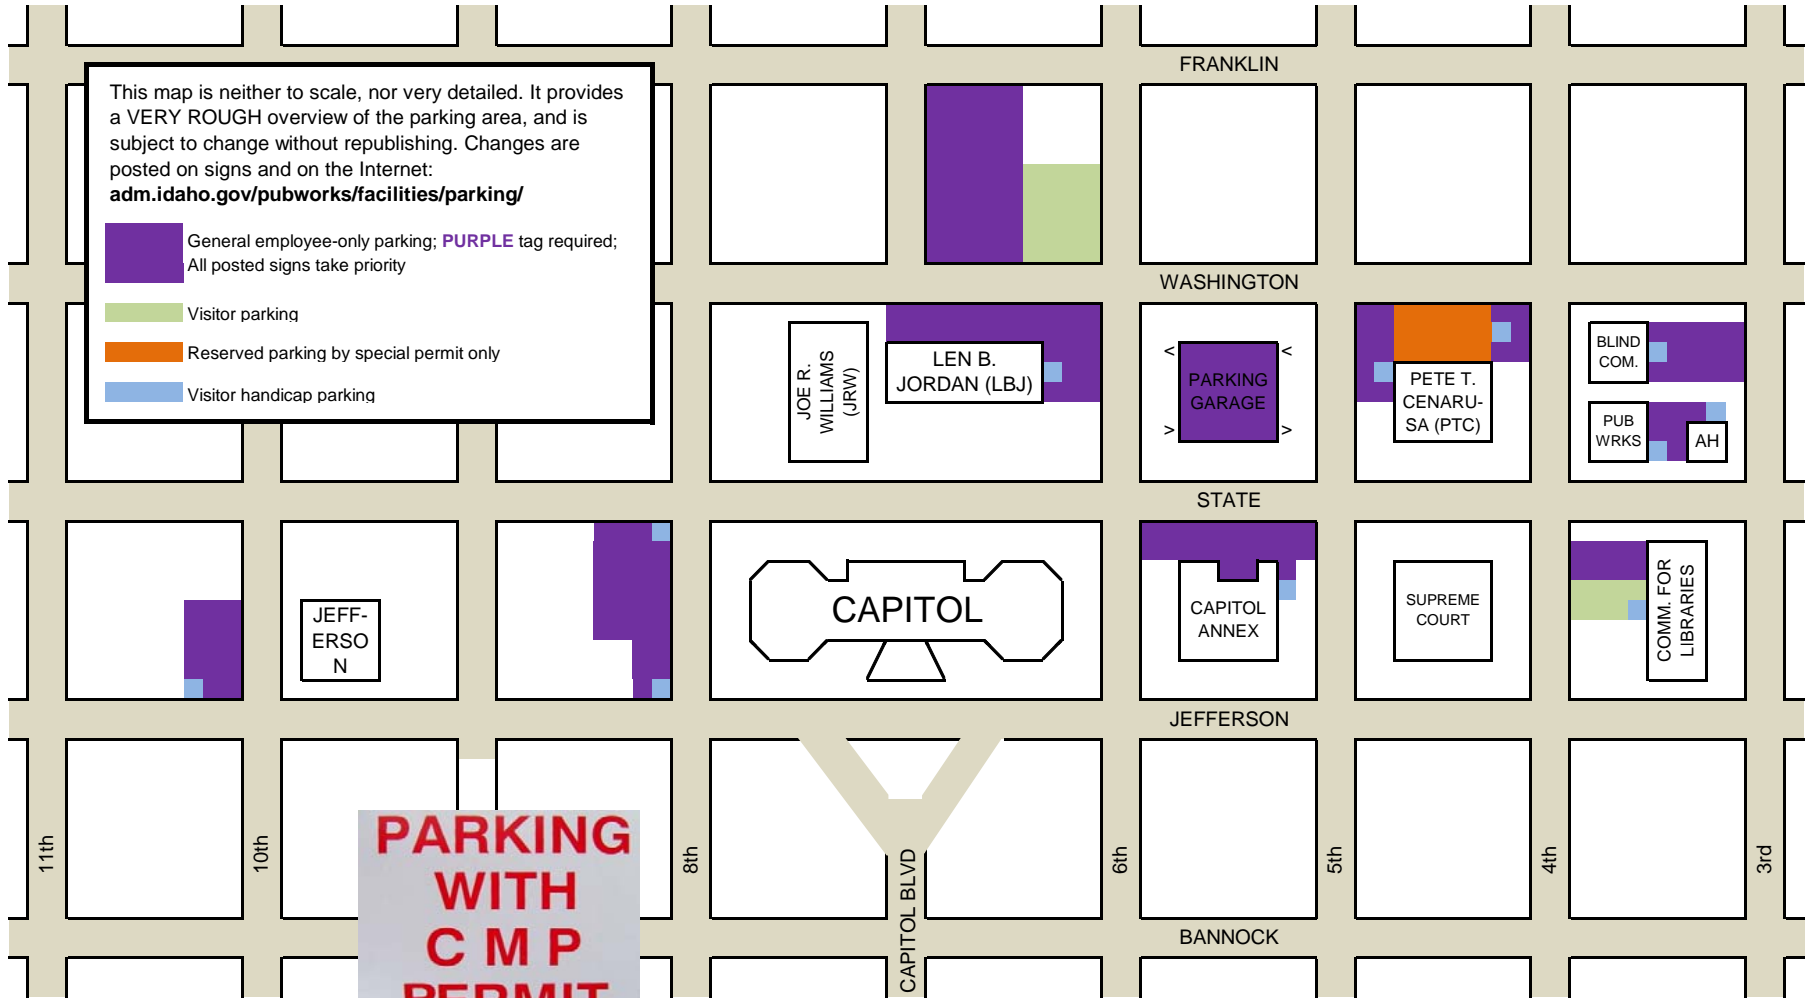 FRANKLIN
This map is neither to scale, nor very detailed. It provides
a VERY ROUGH overview of the parking area, and is
subject to change without republishing. Changes are
posted on signs and on the Internet:
adm.idaho.gov/pubworks/facilities/parking/
General employee-only parking; PURPLE tag required;
All posted signs take priority
Visitor parking
Reserved parking by special permit only
Visitor handicap parking
WASHINGTON
JOE R.
WILLIAMS
(JRW)
LEN B.
JORDAN (LBJ)
<
<
PARKING
GARAGE
>
>
PETE T.
CENARU-
SA (PTC)
BLIND
COM.
PUB
WRKS
AH
STATE
JEFF-
ERSO
N
CAPITOL
CAPITOL
ANNEX
SUPREME
COURT
COMM. FOR
LIBRARIES
JEFFERSON
11th
10th
8th
CAPITOL BLVD
6th
5th
4th
3rd
PARKING
WITH
C M P
PERMIT
BANNOCK